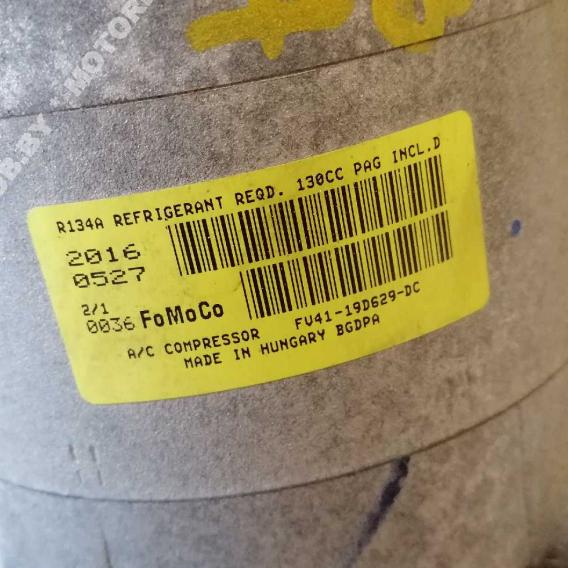 R134A REFRIGERANT REQD. 130CC PAG INCL.D
2016
0527
2/1
0036 FoMoCo
FV41-19D629-DC
A/C COMPRESSOR
MADE IN HUNGARY BGDPA